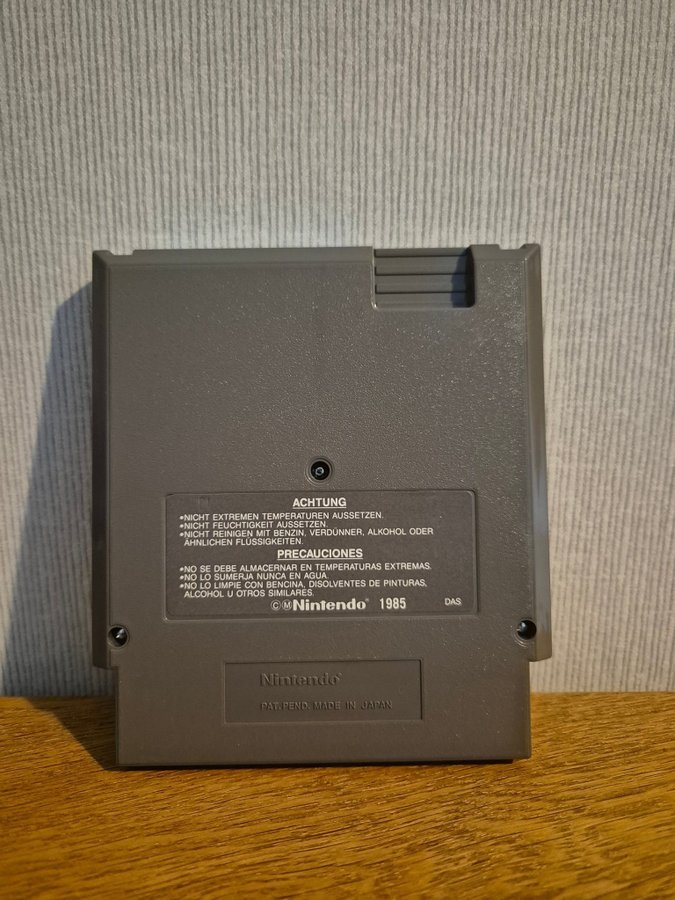 ACHTUNG
*NICHT EXTREMEN TEMPERATUREN AUSSETZEN.
*NICHT FEUCHTIGKEIT AUSSETZEN.
*NICHT REINIGEN MIT BENZIN, VERDÜNNER, ALKOHOL ODER
ÄHNLICHEN FLÜSSIGKEITEN.
PRECAUCIONES
*NO SE DEBE ALMACERNAR EN TEMPERATURAS EXTREMAS.
*NO LO SUMERJA NUNCA EN AGUA.
*NO LO LIMPIE CON BENCINA, DISOLVENTES DE PINTURAS,
ALCOHOL U OTROS SIMILARES.
©Ⓜ Nintendo® 1985 DAS
Nintendo®
PAT. PEND. MADE IN JAPAN